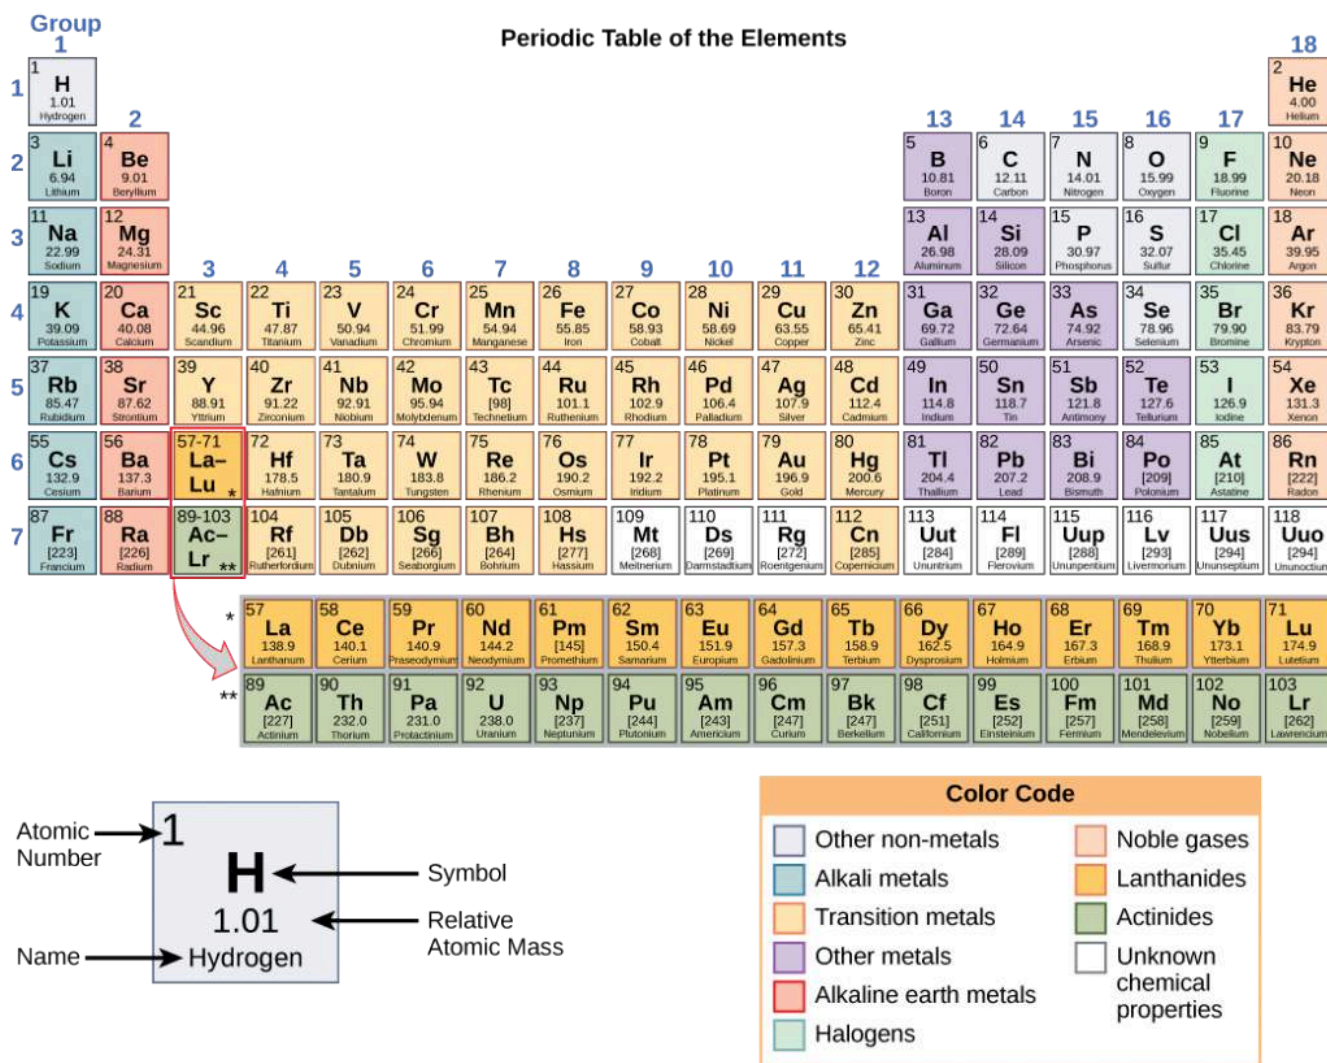 Group
Periodic Table of the Elements
1
18
1
1
H
1.01
Hydrogen
2
He
4.00
Helium
2
13
14
15
16
17
2
3
Li
6.94
Lithium
4
Be
9.01
Beryllium
5
B
10.81
Boron
6
C
12.11
Carbon
7
N
14.01
Nitrogen
8
O
15.99
Oxygen
9
F
18.99
Fluorine
10
Ne
20.18
Neon
3
11
Na
22.99
Sodium
12
Mg
24.31
Magnesium
13
Al
26.98
Aluminum
14
Si
28.09
Silicon
15
P
30.97
Phosphorus
16
S
32.07
Sulfur
17
Cl
35.45
Chlorine
18
Ar
39.95
Argon
3
4
5
6
7
8
9
10
11
12
4
19
K
39.09
Potassium
20
Ca
40.08
Calcium
21
Sc
44.96
Scandium
22
Ti
47.87
Titanium
23
V
50.94
Vanadium
24
Cr
51.99
Chromium
25
Mn
54.94
Manganese
26
Fe
55.85
Iron
27
Co
58.93
Cobalt
28
Ni
58.69
Nickel
29
Cu
63.55
Copper
30
Zn
65.41
Zinc
31
Ga
69.72
Gallium
32
Ge
72.64
Germanium
33
As
74.92
Arsenic
34
Se
78.96
Selenium
35
Br
79.90
Bromine
36
Kr
83.79
Krypton
5
37
Rb
85.47
Rubidium
38
Sr
87.62
Strontium
39
Y
88.91
Yttrium
40
Zr
91.22
Zirconium
41
Nb
92.91
Niobium
42
Mo
95.94
Molybdenum
43
Tc
[98]
Technetium
44
Ru
101.1
Ruthenium
45
Rh
102.9
Rhodium
46
Pd
106.4
Palladium
47
Ag
107.9
Silver
48
Cd
112.4
Cadmium
49
In
114.8
Indium
50
Sn
118.7
Tin
51
Sb
121.8
Antimony
52
Te
127.6
Tellurium
53
I
126.9
Iodine
54
Xe
131.3
Xenon
6
55
Cs
132.9
Cesium
56
Ba
137.3
Barium
57-71
La–
Lu *
72
Hf
178.5
Hafnium
73
Ta
180.9
Tantalum
74
W
183.8
Tungsten
75
Re
186.2
Rhenium
76
Os
190.2
Osmium
77
Ir
192.2
Iridium
78
Pt
195.1
Platinum
79
Au
196.9
Gold
80
Hg
200.6
Mercury
81
Tl
204.4
Thallium
82
Pb
207.2
Lead
83
Bi
208.9
Bismuth
84
Po
[209]
Polonium
85
At
[210]
Astatine
86
Rn
[222]
Radon
7
87
Fr
[223]
Francium
88
Ra
[226]
Radium
89-103
Ac–
Lr **
104
Rf
[261]
Rutherfordium
105
Db
[262]
Dubnium
106
Sg
[266]
Seaborgium
107
Bh
[264]
Bohrium
108
Hs
[277]
Hassium
109
Mt
[268]
Meitnerium
110
Ds
[269]
Darmstadtium
111
Rg
[272]
Roentgenium
112
Cn
[285]
Copernicium
113
Uut
[284]
Ununtrium
114
Fl
[289]
Flerovium
115
Uup
[288]
Ununpentium
116
Lv
[293]
Livermorium
117
Uus
[294]
Ununseptium
118
Uuo
[294]
Ununoctium
*
57
La
138.9
Lanthanum
58
Ce
140.1
Cerium
59
Pr
140.9
Praseodymium
60
Nd
144.2
Neodymium
61
Pm
[145]
Promethium
62
Sm
150.4
Samarium
63
Eu
151.9
Europium
64
Gd
157.3
Gadolinium
65
Tb
158.9
Terbium
66
Dy
162.5
Dysprosium
67
Ho
164.9
Holmium
68
Er
167.3
Erbium
69
Tm
168.9
Thulium
70
Yb
173.1
Ytterbium
71
Lu
174.9
Lutetium
**
89
Ac
[227]
Actinium
90
Th
232.0
Thorium
91
Pa
231.0
Protactinium
92
U
238.0
Uranium
93
Np
[237]
Neptunium
94
Pu
[244]
Plutonium
95
Am
[243]
Americium
96
Cm
[247]
Curium
97
Bk
[247]
Berkelium
98
Cf
[251]
Californium
99
Es
[252]
Einsteinium
100
Fm
[257]
Fermium
101
Md
[258]
Mendelevium
102
No
[259]
Nobelium
103
Lr
[262]
Lawrencium
Atomic
Number
1
H
1.01
Hydrogen
Symbol
Relative
Atomic Mass
Name
Color Code
Other non-metals
Alkali metals
Transition metals
Other metals
Alkaline earth metals
Halogens
Noble gases
Lanthanides
Actinides
Unknown
chemical
properties